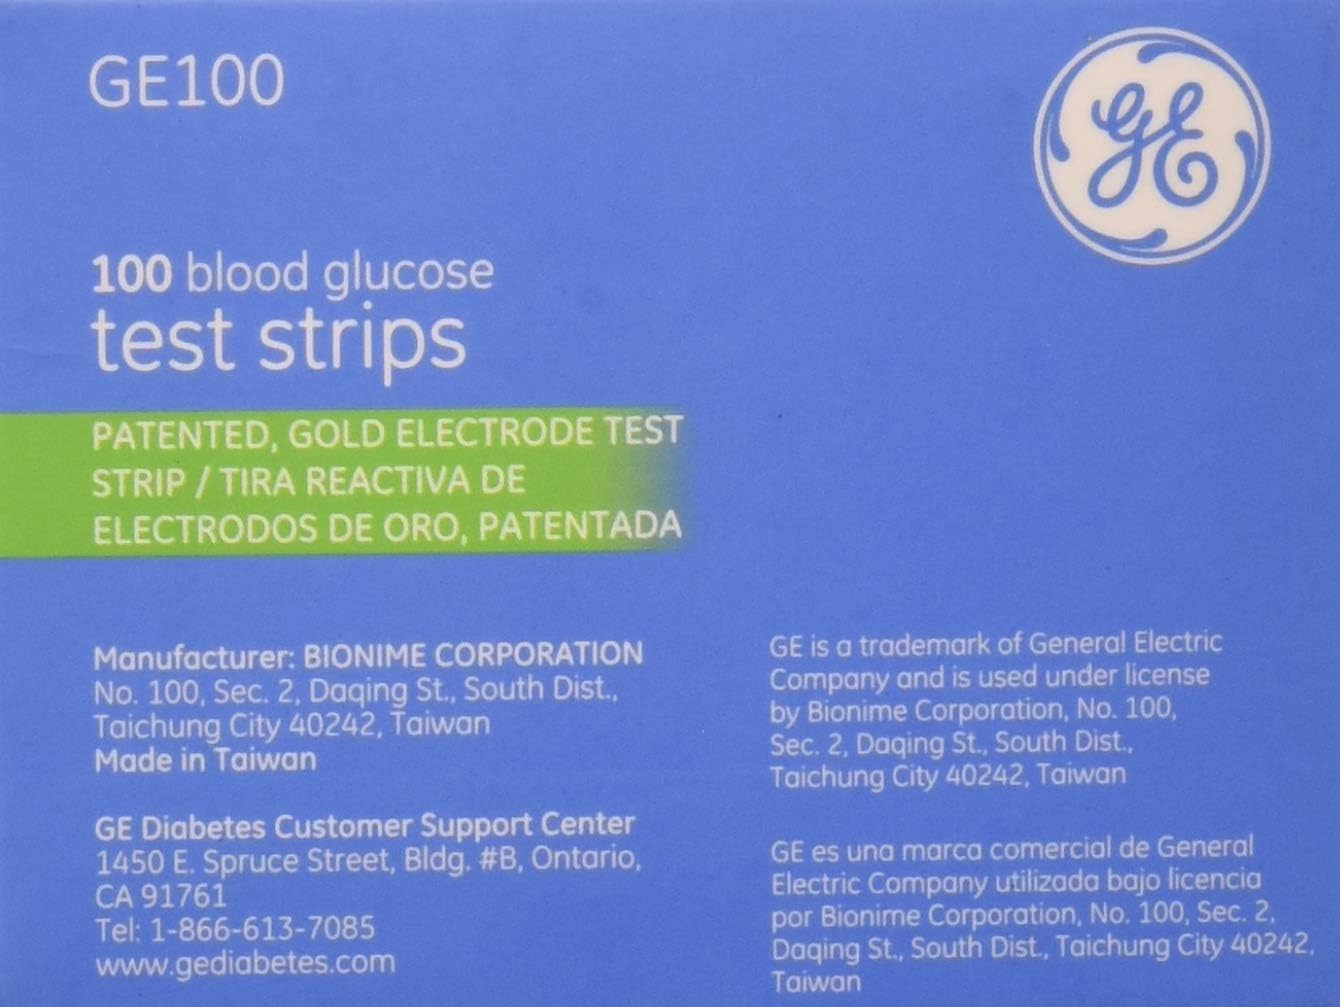 GE100
GE
100 blood glucose
test strips
PATENTED, GOLD ELECTRODE TEST
STRIP / TIRA REACTIVA DE
ELECTRODOS DE ORO, PATENTADA
Manufacturer: BIONIME CORPORATION
No. 100, Sec. 2, Daqing St., South Dist.,
Taichung City 40242, Taiwan
Made in Taiwan
GE Diabetes Customer Support Center
1450 E. Spruce Street, Bldg. #B, Ontario,
CA 91761
Tel: 1-866-613-7085
www.gediabetes.com
GE is a trademark of General Electric
Company and is used under license
by Bionime Corporation, No. 100,
Sec. 2, Daqing St., South Dist.,
Taichung City 40242, Taiwan
GE es una marca comercial de General
Electric Company utilizada bajo licencia
por Bionime Corporation, No. 100, Sec. 2,
Daqing St., South Dist., Taichung City 40242,
Taiwan